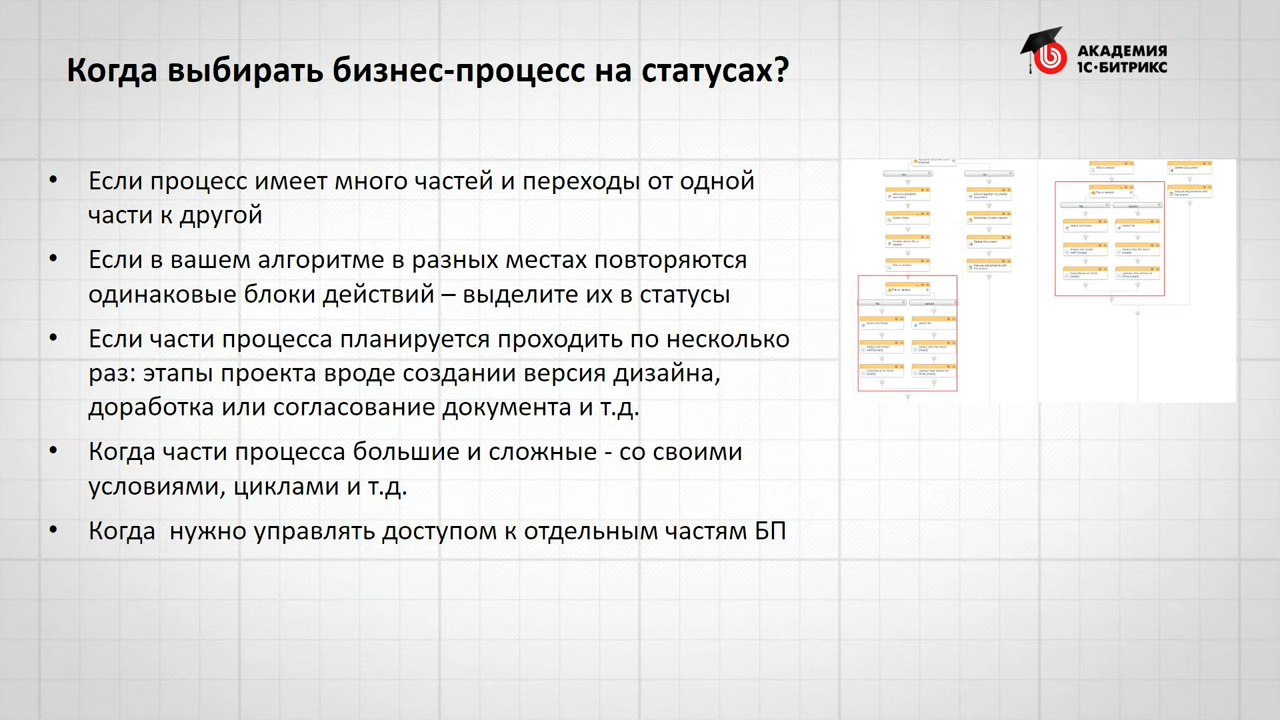 Когда выбирать бизнес-процесс на статусах?
АКАДЕМИЯ
1С·БИТРИКС
• Если процесс имеет много частей и переходы от одной
части к другой
• Если в вашем алгоритме в разных местах повторяются
одинаковые блоки действий – выделите их в статусы
• Если части процесса планируется проходить по несколько
раз: этапы проекта вроде создании версия дизайна,
доработка или согласование документа и т.д.
• Когда части процесса большие и сложные - со своими
условиями, циклами и т.д.
• Когда  нужно управлять доступом к отдельным частям БП